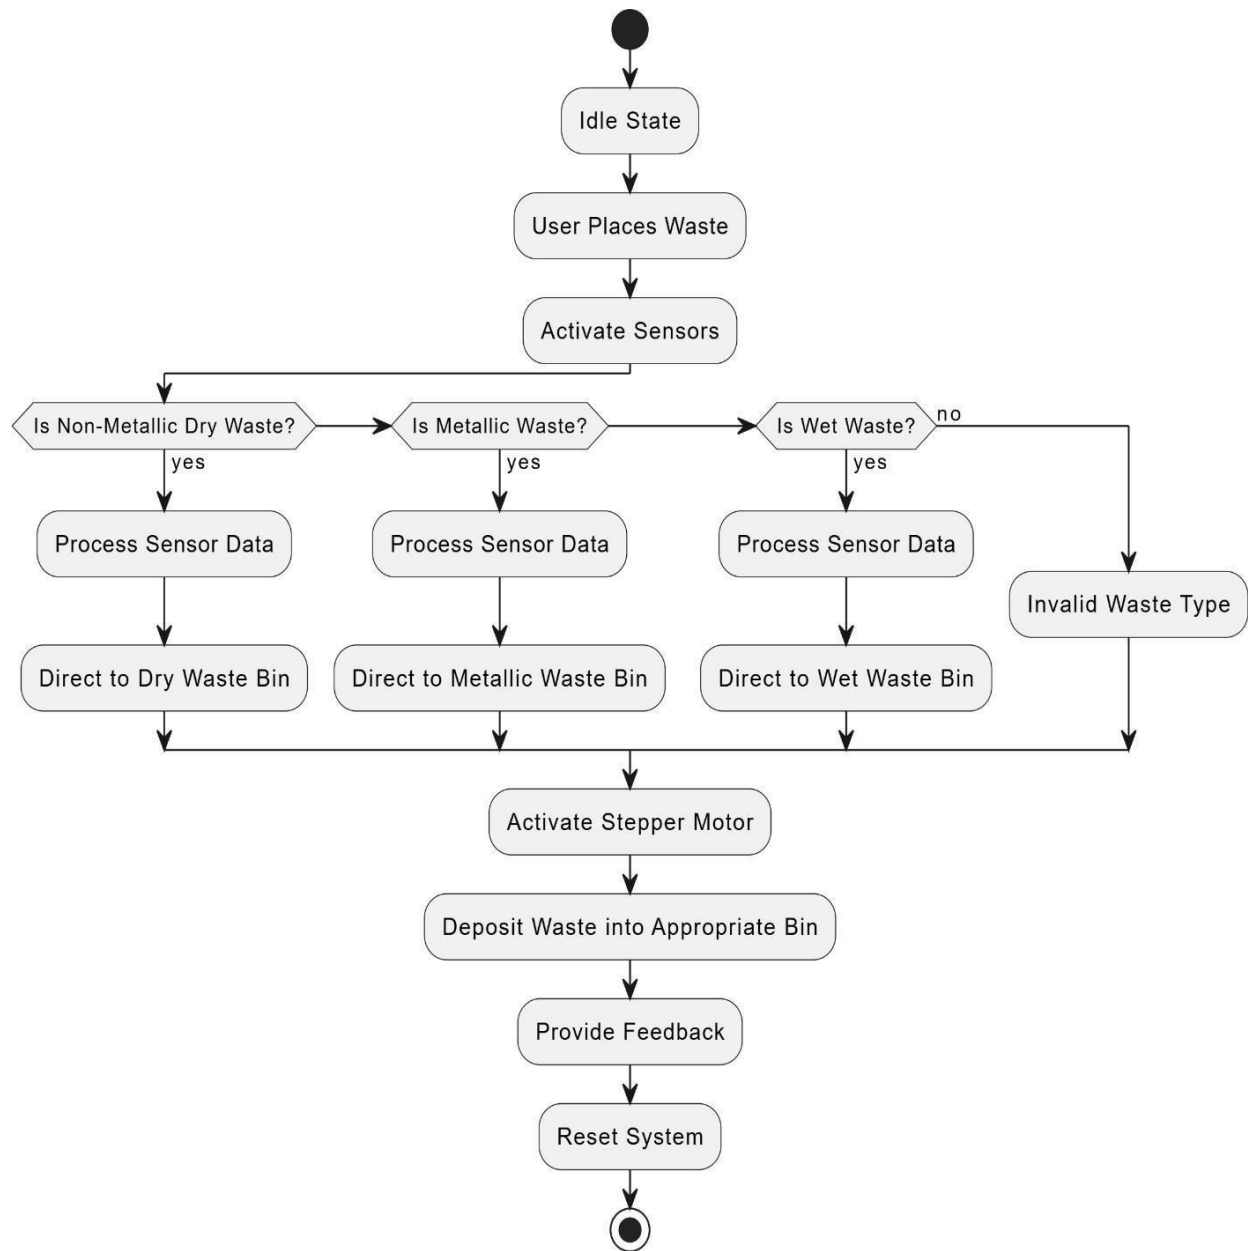 Idle State
User Places Waste
Activate Sensors
Is Non-Metallic Dry Waste?
Is Metallic Waste?
Is Wet Waste?
no
yes
yes
yes
Process Sensor Data
Process Sensor Data
Process Sensor Data
Invalid Waste Type
Direct to Dry Waste Bin
Direct to Metallic Waste Bin
Direct to Wet Waste Bin
Activate Stepper Motor
Deposit Waste into Appropriate Bin
Provide Feedback
Reset System